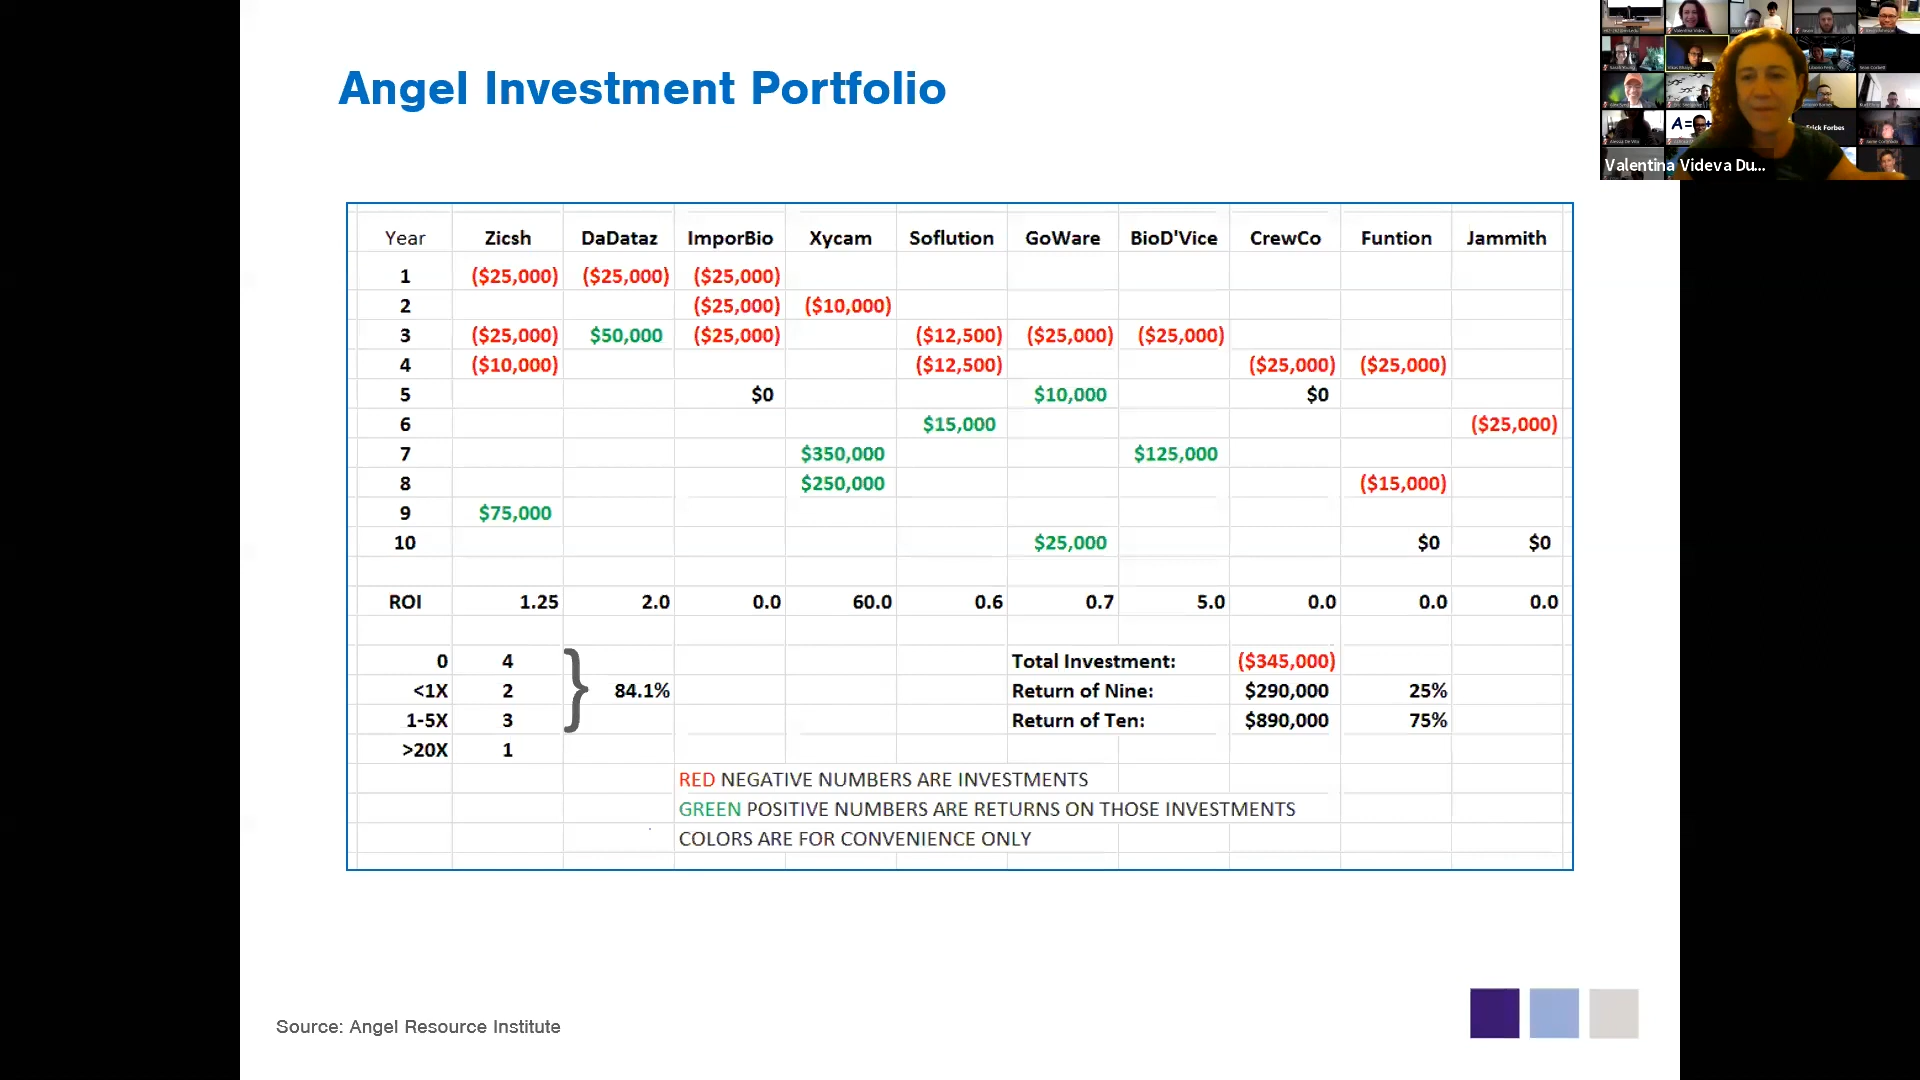 Angel Investment Portfolio
Valentina Videva Du...
A=
Erick Forbes
Year Zicsh DaDataz ImporBio Xycam Soflution GoWare BioD'Vice CrewCo Funtion Jammith
1 ($25,000) ($25,000) ($25,000)
2 ($25,000) ($10,000)
3 ($25,000) $50,000 ($25,000) ($12,500) ($25,000) ($25,000)
4 ($10,000) ($12,500) ($25,000) ($25,000)
5 $0 $10,000 $0
6 $15,000 ($25,000)
7 $350,000 $125,000
8 $250,000 ($15,000)
9 $75,000
10 $25,000 $0 $0
ROI 1.25 2.0 0.0 60.0 0.6 0.7 5.0 0.0 0.0 0.0
0 4 Total Investment: ($345,000)
<1X 2 } 84.1% Return of Nine: $290,000 25%
1-5X 3 Return of Ten: $890,000 75%
>20X 1
RED NEGATIVE NUMBERS ARE INVESTMENTS
GREEN POSITIVE NUMBERS ARE RETURNS ON THOSE INVESTMENTS
COLORS ARE FOR CONVENIENCE ONLY
Source: Angel Resource Institute